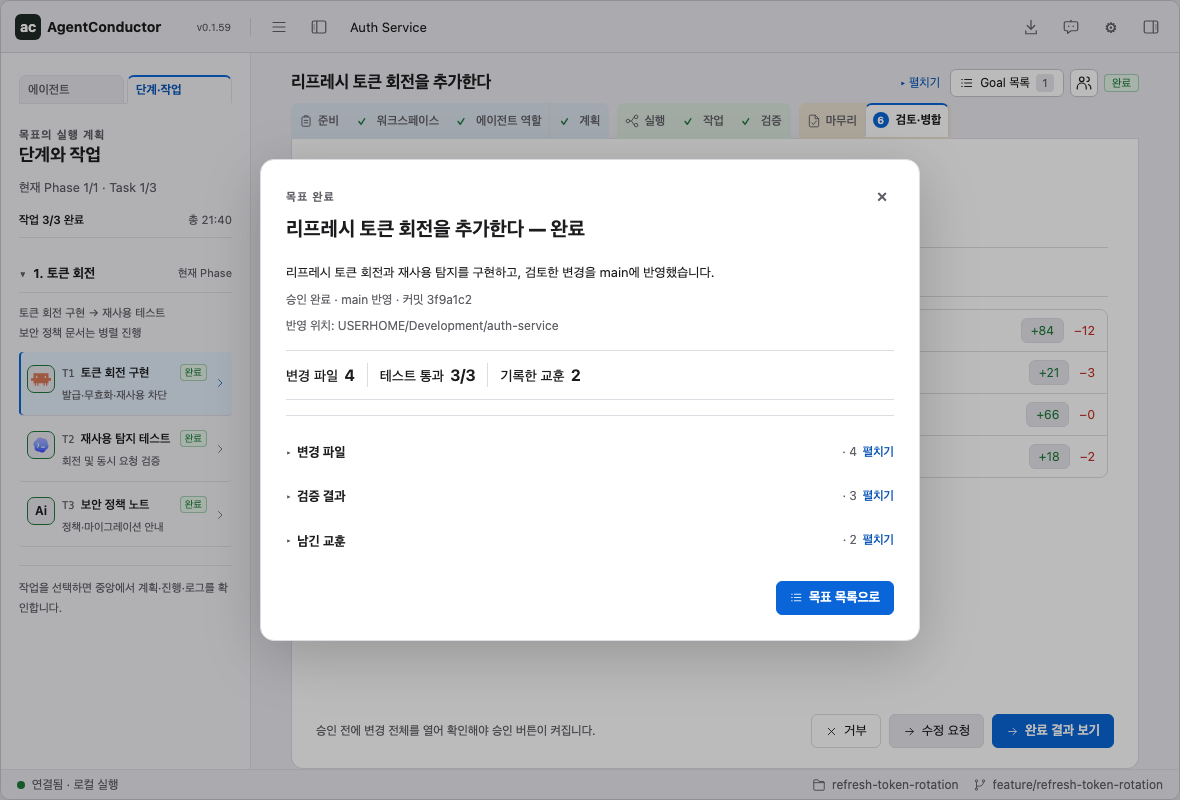 ac AgentConductor v0.1.59 Auth Service
에이전트 단계·작업
목표의 실행 계획
단계와 작업
현재 Phase 1/1 · Task 1/3
작업 3/3 완료 총 21:40
1. 토큰 회전 현재 Phase
토큰 회전 구현 → 재사용 테스트
보안 정책 문서는 병렬 진행
T1 토큰 회전 구현 완료
발급·무효화·재사용 차단
T2 재사용 탐지 테스트 완료
회전 및 동시 요청 검증
Ai T3 보안 정책 노트 완료
정책·마이그레이션 안내
작업을 선택하면 중앙에서 계획·진행·로그를 확
인합니다.
리프레시 토큰 회전을 추가한다 펼치기 Goal 목록 1 완료
준비 워크스페이스 에이전트 역할 계획 실행 작업 검증 마무리 6 검토·병합
목표 완료
리프레시 토큰 회전을 추가한다 — 완료
리프레시 토큰 회전과 재사용 탐지를 구현하고, 검토한 변경을 main에 반영했습니다.
승인 완료 · main 반영 · 커밋 3f9a1c2
반영 위치: USERHOME/Development/auth-service
변경 파일 4 테스트 통과 3/3 기록한 교훈 2
변경 파일 · 4 펼치기
검증 결과 · 3 펼치기
남긴 교훈 · 2 펼치기
목표 목록으로
+84 −12
+21 −3
+66 −0
+18 −2
승인 전에 변경 전체를 열어 확인해야 승인 버튼이 켜집니다. 거부 수정 요청 완료 결과 보기
연결됨 · 로컬 실행 refresh-token-rotation feature/refresh-token-rotation